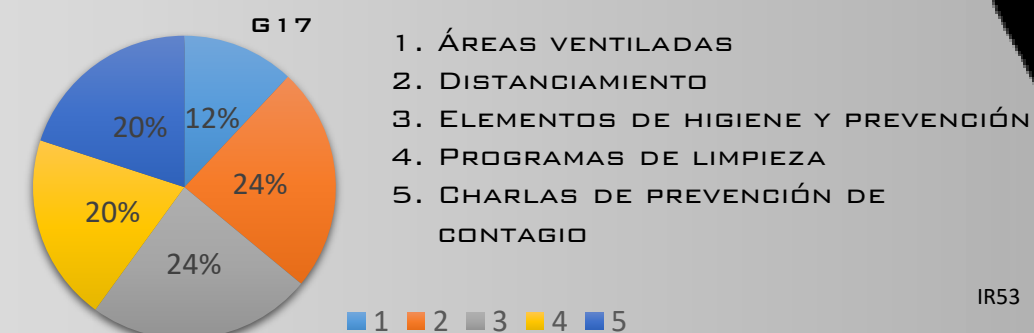 G17
12%
24%
24%
20%
20%
1 2 3 4 5
1. ÁREAS VENTILADAS
2. DISTANCIAMIENTO
3. ELEMENTOS DE HIGIENE Y PREVENCIÓN
4. PROGRAMAS DE LIMPIEZA
5. CHARLAS DE PREVENCIÓN DE
CONTAGIO
IR53